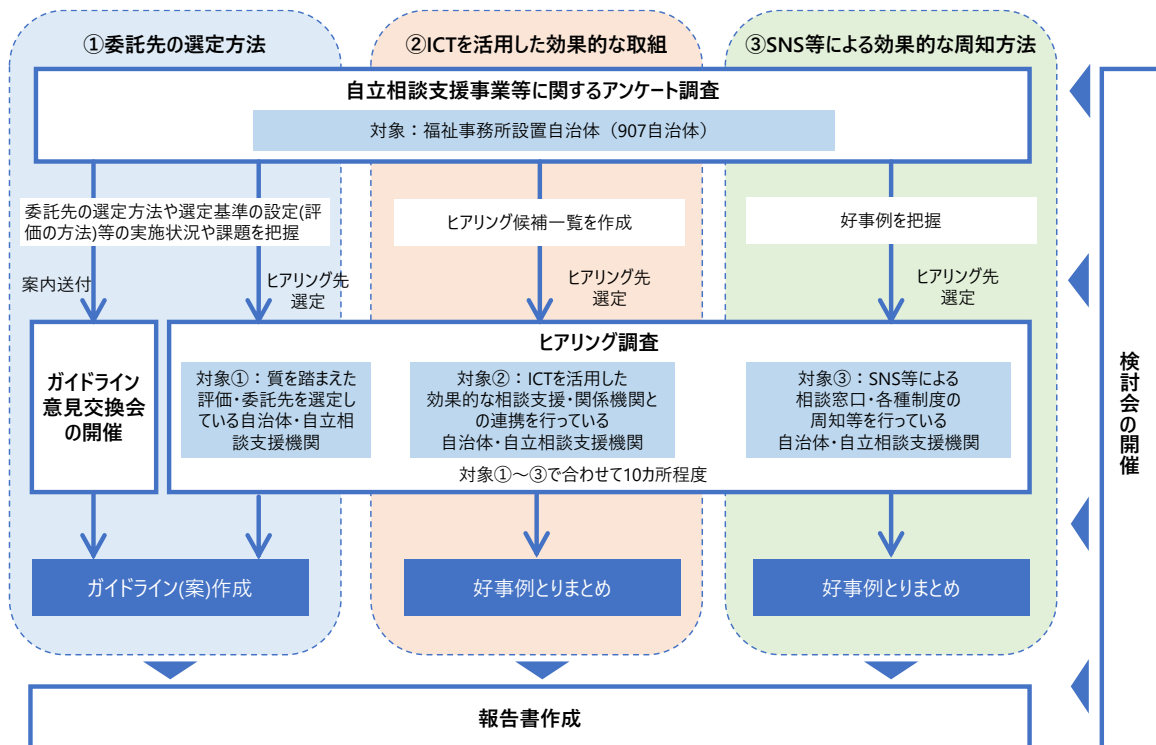 ①委託先の選定方法
②ICTを活用した効果的な取組
③SNS等による効果的な周知方法
自立相談支援事業等に関するアンケート調査
対象：福祉事務所設置自治体（907自治体）
委託先の選定方法や選定基準の設定(評
価の方法)等の実施状況や課題を把握
ヒアリング候補一覧を作成
好事例を把握
案内送付
ヒアリング先
選定
ヒアリング先
選定
ヒアリング先
選定
ガイドライン
意見交換会
の開催
ヒアリング調査
対象①：質を踏まえた
評価・委託先を選定し
ている自治体・自立相
談支援機関
対象②：ICTを活用した
効果的な相談支援・関係機関と
の連携を行っている
自治体・自立相談支援機関
対象③：SNS等による
相談窓口・各種制度の
周知等を行っている
自治体・自立相談支援機関
対象①～③で合わせて10カ所程度
検討会の開催
ガイドライン(案)作成
好事例とりまとめ
好事例とりまとめ
報告書作成